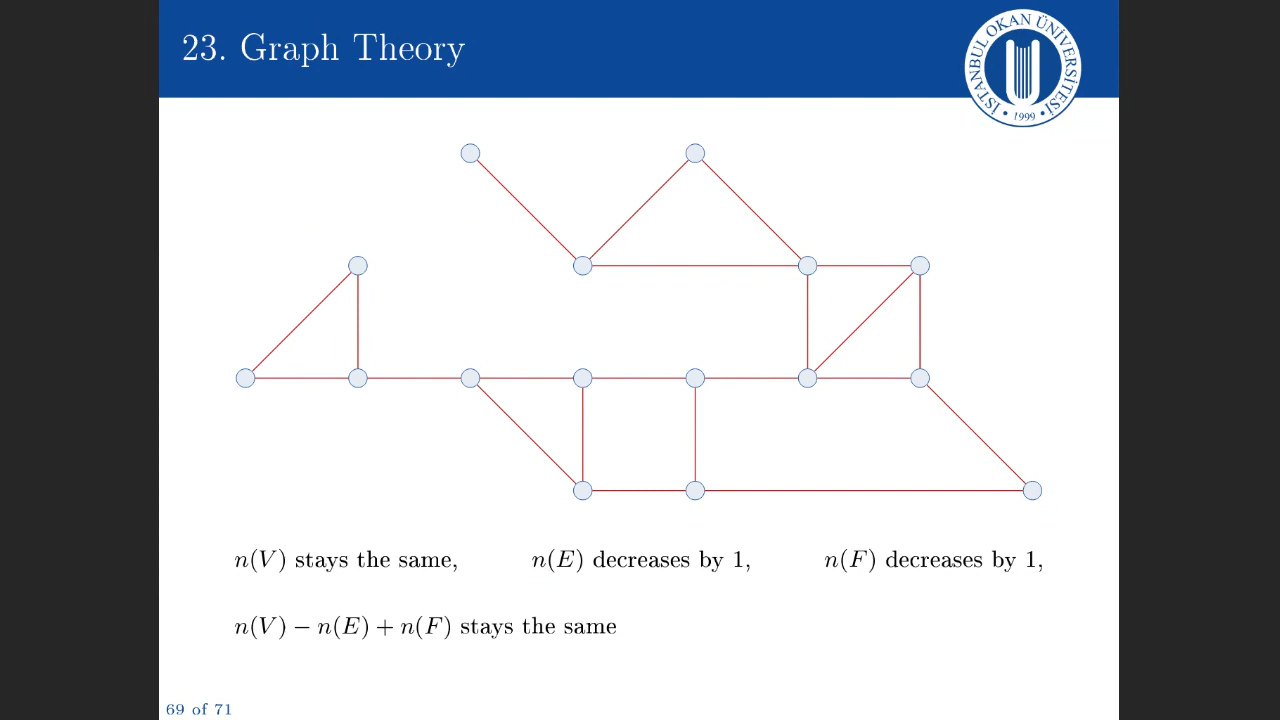 23. Graph Theory
İSTANBUL OKAN ÜNİVERSİTESİ
• 1999 •
n(V) stays the same, n(E) decreases by 1, n(F) decreases by 1,
n(V) − n(E) + n(F) stays the same
69 of 71